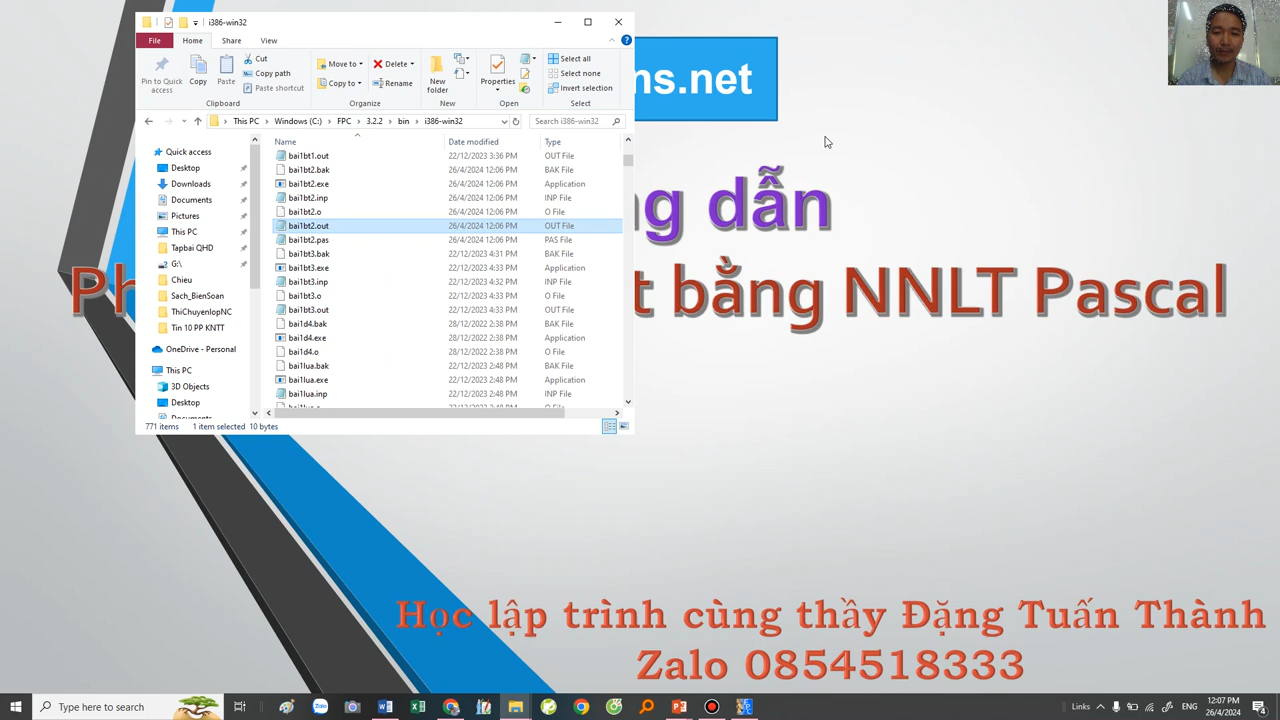 i386-win32
File Home Share View
Pin to Quick access
Copy
Paste
Cut
Copy path
Paste shortcut
Clipboard
Move to
Copy to
Delete
Rename
Organize
New folder
New
Properties
Open
Select all
Select none
Invert selection
Select
This PC Windows (C:) FPC 3.2.2 bin i386-win32
Search i386-win32
Name Date modified Type
bai1bt1.out 22/12/2023 3:36 PM OUT File
bai1bt2.bak 26/4/2024 12:06 PM BAK File
bai1bt2.exe 26/4/2024 12:06 PM Application
bai1bt2.inp 26/4/2024 12:06 PM INP File
bai1bt2.o 26/4/2024 12:06 PM O File
bai1bt2.out 26/4/2024 12:06 PM OUT File
bai1bt2.pas 26/4/2024 12:06 PM PAS File
bai1bt3.bak 22/12/2023 4:31 PM BAK File
bai1bt3.exe 22/12/2023 4:33 PM Application
bai1bt3.inp 22/12/2023 4:32 PM INP File
bai1bt3.o 22/12/2023 4:33 PM O File
bai1bt3.out 22/12/2023 4:33 PM OUT File
bai1d4.bak 28/12/2022 2:38 PM BAK File
bai1d4.exe 28/12/2022 2:38 PM Application
bai1d4.o 28/12/2022 2:38 PM O File
bai1lua.bak 22/12/2023 2:48 PM BAK File
bai1lua.exe 22/12/2023 2:48 PM Application
bai1lua.inp 22/12/2023 2:48 PM INP File
Quick access
Desktop
Downloads
Documents
Pictures
This PC
Tapbai QHD
G:\
Chieu
Sach_BienSoan
ThiChuyenlopNC
Tin 10 PP KNTT
OneDrive - Personal
This PC
3D Objects
Desktop
Documents
771 items 1 item selected 10 bytes
ms.net
ng dẫn
Ph t bằng NNLT Pascal
Học lập trình cùng thầy Đặng Tuấn Thành
Zalo 0854518333
Type here to search
Links
ENG
12:07 PM
26/4/2024
4